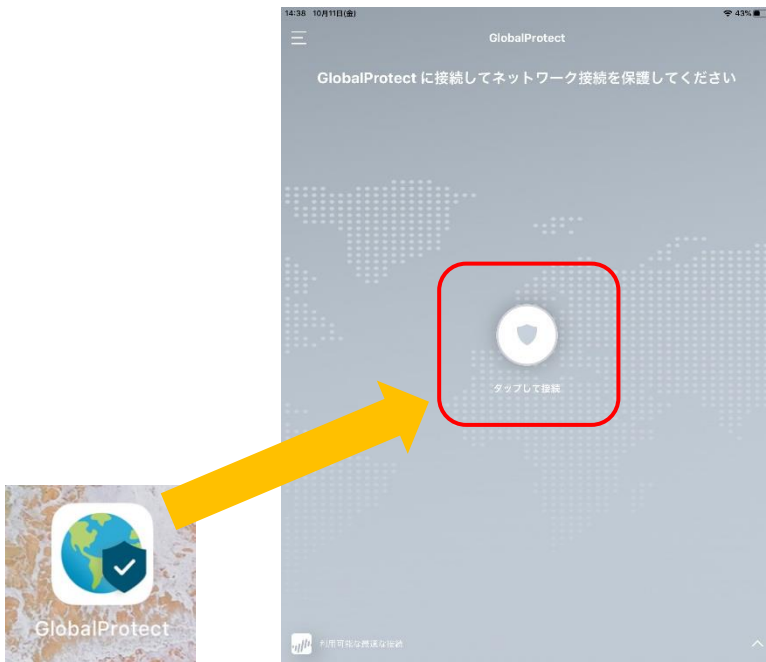 14:38 10月11日(金)
43%
GlobalProtect
GlobalProtect に接続してネットワーク接続を保護してください
タップして接続
GlobalProtect
利用可能な最適な接続